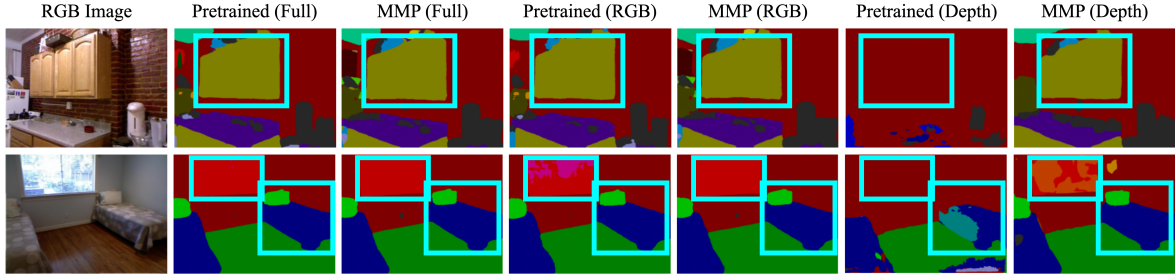 RGB Image Pretrained (Full) MMP (Full) Pretrained (RGB) MMP (RGB) Pretrained (Depth) MMP (Depth)